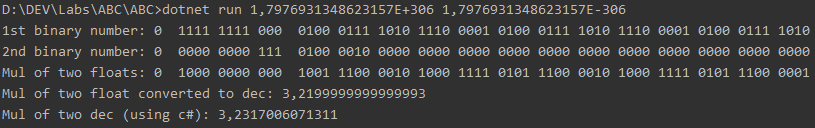 D:\DEV\Labs\ABC\ABC>dotnet run 1,7976931348623157E+306 1,7976931348623157E-306
1st binary number: 0  1111 1111 000  0100 0111 1010 1110 0001 0100 0111 1010 1110 0001 0100 0111 1010
2nd binary number: 0  0000 0000 111  0100 0010 0000 0000 0000 0000 0000 0000 0000 0000 0000 0000 0000
Mul of two floats: 0  1000 0000 000  1001 1100 0010 1000 1111 0101 1100 0010 1000 1111 0101 1100 0001
Mul of two float converted to dec: 3,2199999999999993
Mul of two dec (using c#): 3,2317006071311